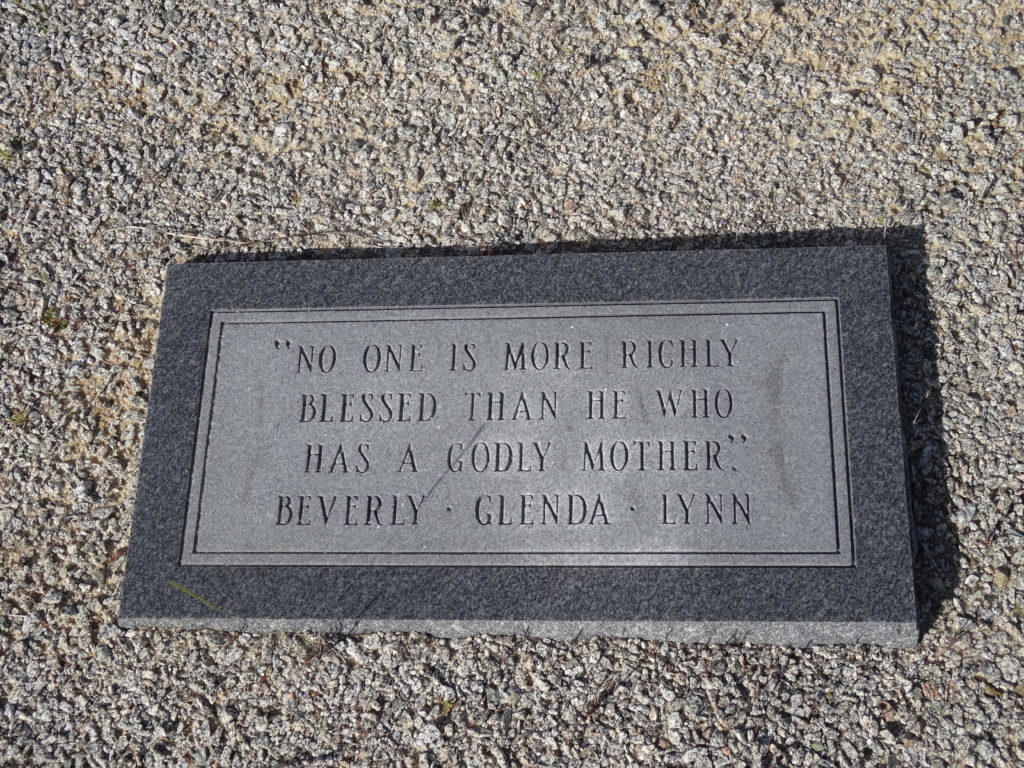 "NO ONE IS MORE RICHLY
BLESSED THAN HE WHO
HAS A GODLY MOTHER."
BEVERLY · GLENDA · LYNN